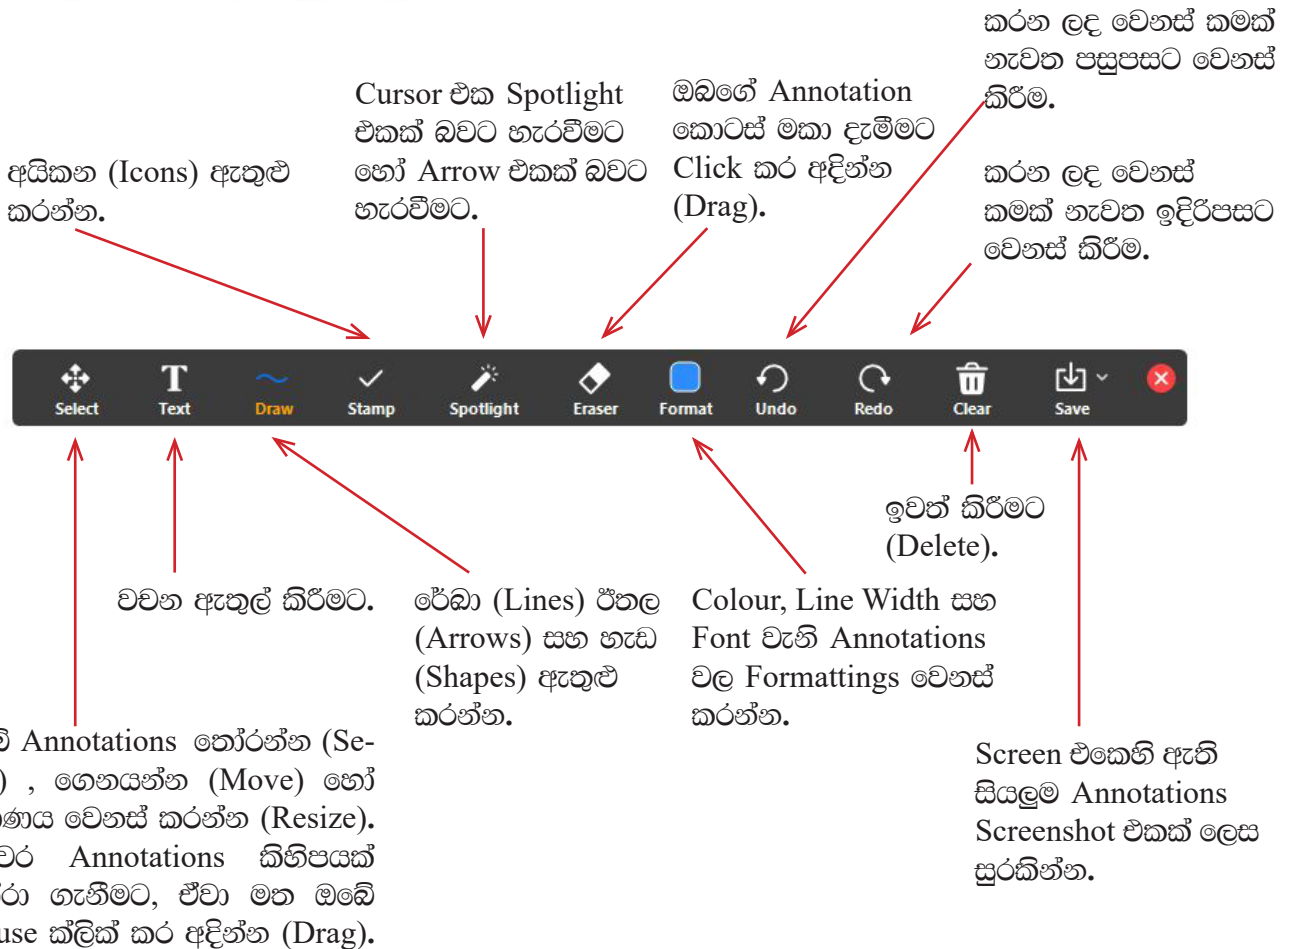 කරන ලද වෙනස් කමක්
නැවත පසුපසට වෙනස්
කිරීම.
Cursor එක Spotlight
එකක් බවට හැරවීමට
හෝ Arrow එකක් බවට
හැරවීමට.
ඔබගේ Annotation
කොටස් මකා දැමීමට
Click කර අදින්න
(Drag).
අයිකන (Icons) ඇතුළු
කරන්න.
කරන ලද වෙනස්
කමක් නැවත ඉදිරිපසට
වෙනස් කිරීම.
Select Text Draw Stamp Spotlight Eraser Format Undo Redo Clear Save
ඉවත් කිරීමට
(Delete).
වචන ඇතුල් කිරීමට.
රේඛා (Lines) ඊතල
(Arrows) සහ හැඩ
(Shapes) ඇතුළු
කරන්න.
Colour, Line Width සහ
Font වැනි Annotations
වල Formattings වෙනස්
කරන්න.
Annotations තෝරන්න (Se-
) , ගෙනයන්න (Move) හෝ
වෙනස් කරන්න (Resize).
Annotations කිහිපයක්
ගැනීමට, ඒවා මත ඔබේ
ක්ලික් කර අදින්න (Drag).
Screen එකෙහි ඇති
සියලුම Annotations
Screenshot එකක් ලෙස
සුරකින්න.